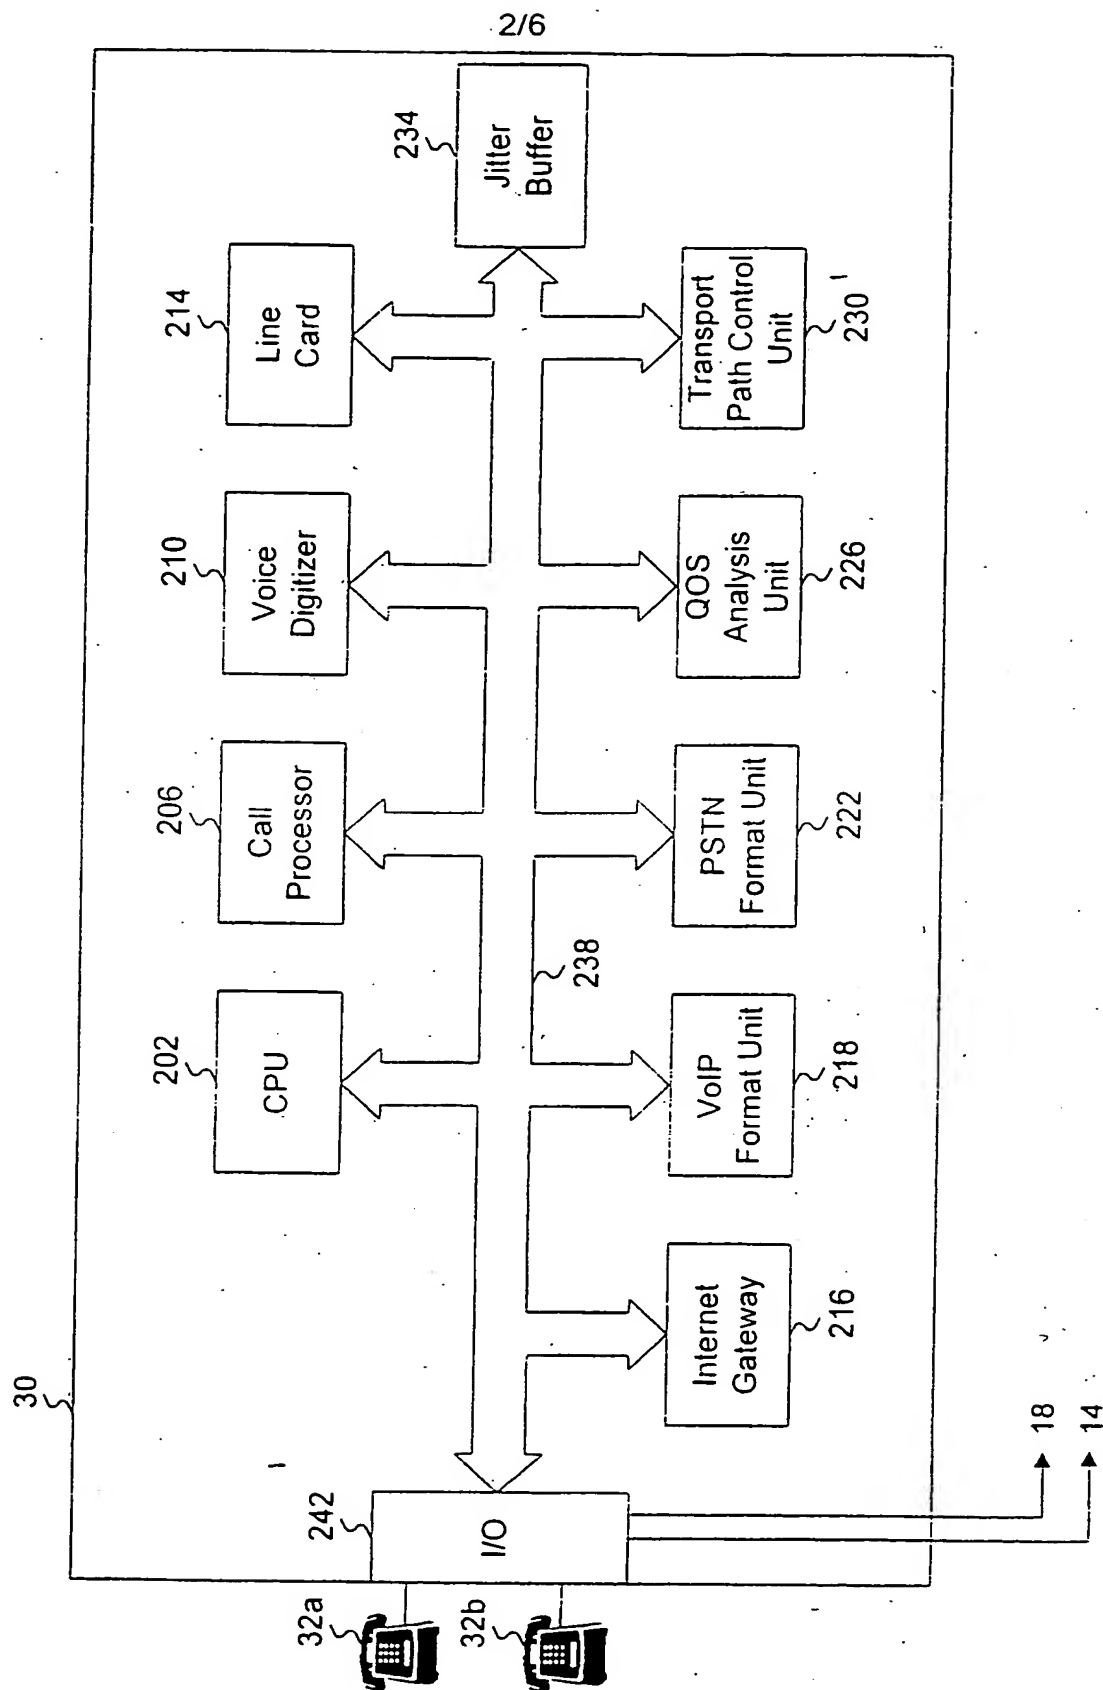 2/6
30
202
CPU
206
Call
Processor
210
Voice
Digitizer
214
Line
Card
234
Jitter
Buffer
242
I/O
32a
32b
238
Internet
Gateway
216
VoIP
Format Unit
218
PSTN
Format Unit
222
QOS
Analysis
Unit
226
Transport
Path Control
Unit
230
18
14